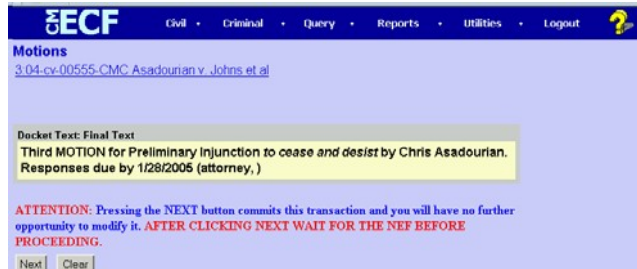 CM ECF Civil • Criminal • Query • Reports • Utilities • Logout ?
Motions
3:04-cv-00555-CMC Asadourian v. Johns et al
Docket Text: Final Text
Third MOTION for Preliminary Injunction to cease and desist by Chris Asadourian.
Responses due by 1/28/2005 (attorney, )
ATTENTION: Pressing the NEXT button commits this transaction and you will have no further
opportunity to modify it. AFTER CLICKING NEXT WAIT FOR THE NEF BEFORE
PROCEEDING.
Next Clear